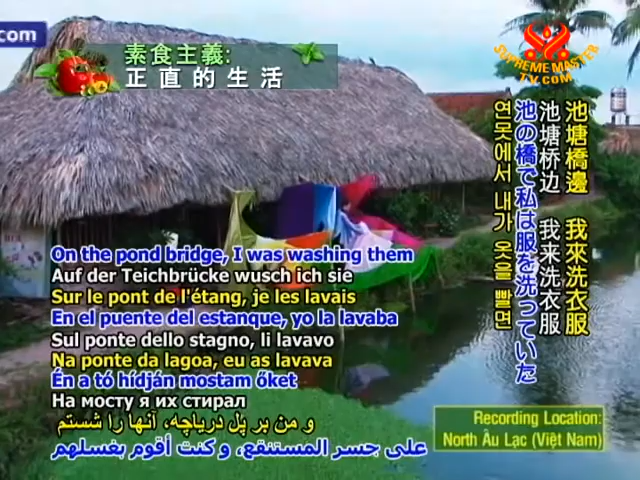 .com
素食主義:
正直的生活
SUPREME MASTER
TV.COM
池塘橋邊 我來洗衣服
池塘桥边 我来洗衣服
池の橋で私は服を洗っていた
연못에서 내가 옷을 빨면
On the pond bridge, I was washing them
Auf der Teichbrücke wusch ich sie
Sur le pont de l'étang, je les lavais
En el puente del estanque, yo la lavaba
Sul ponte dello stagno, li lavavo
Na ponte da lagoa, eu as lavava
Én a tó hídján mostam őket
На мосту я их стирал
و من بر پل دریاچه، آنها را شستم
على جسر المستنقع، و كنت أقوم بغسلهم
Recording Location:
North Âu Lạc (Việt Nam)